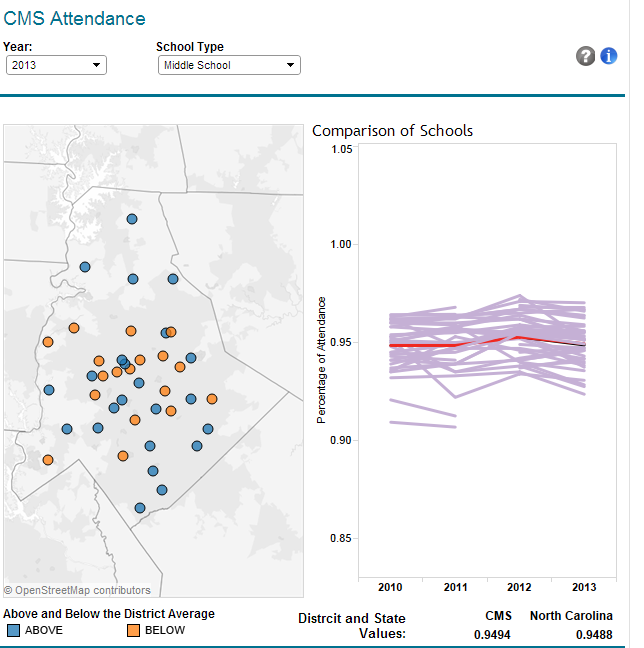 CMS Attendance
Year:
School Type
2013
Middle School
?
i
Comparison of Schools
1.05
1.00
0.95
0.90
0.85
Percentage of Attendance
2010 2011 2012 2013
© OpenStreetMap contributors
Above and Below the District Average
ABOVE
BELOW
Distrcit and State
Values:
CMS North Carolina
0.9494 0.9488